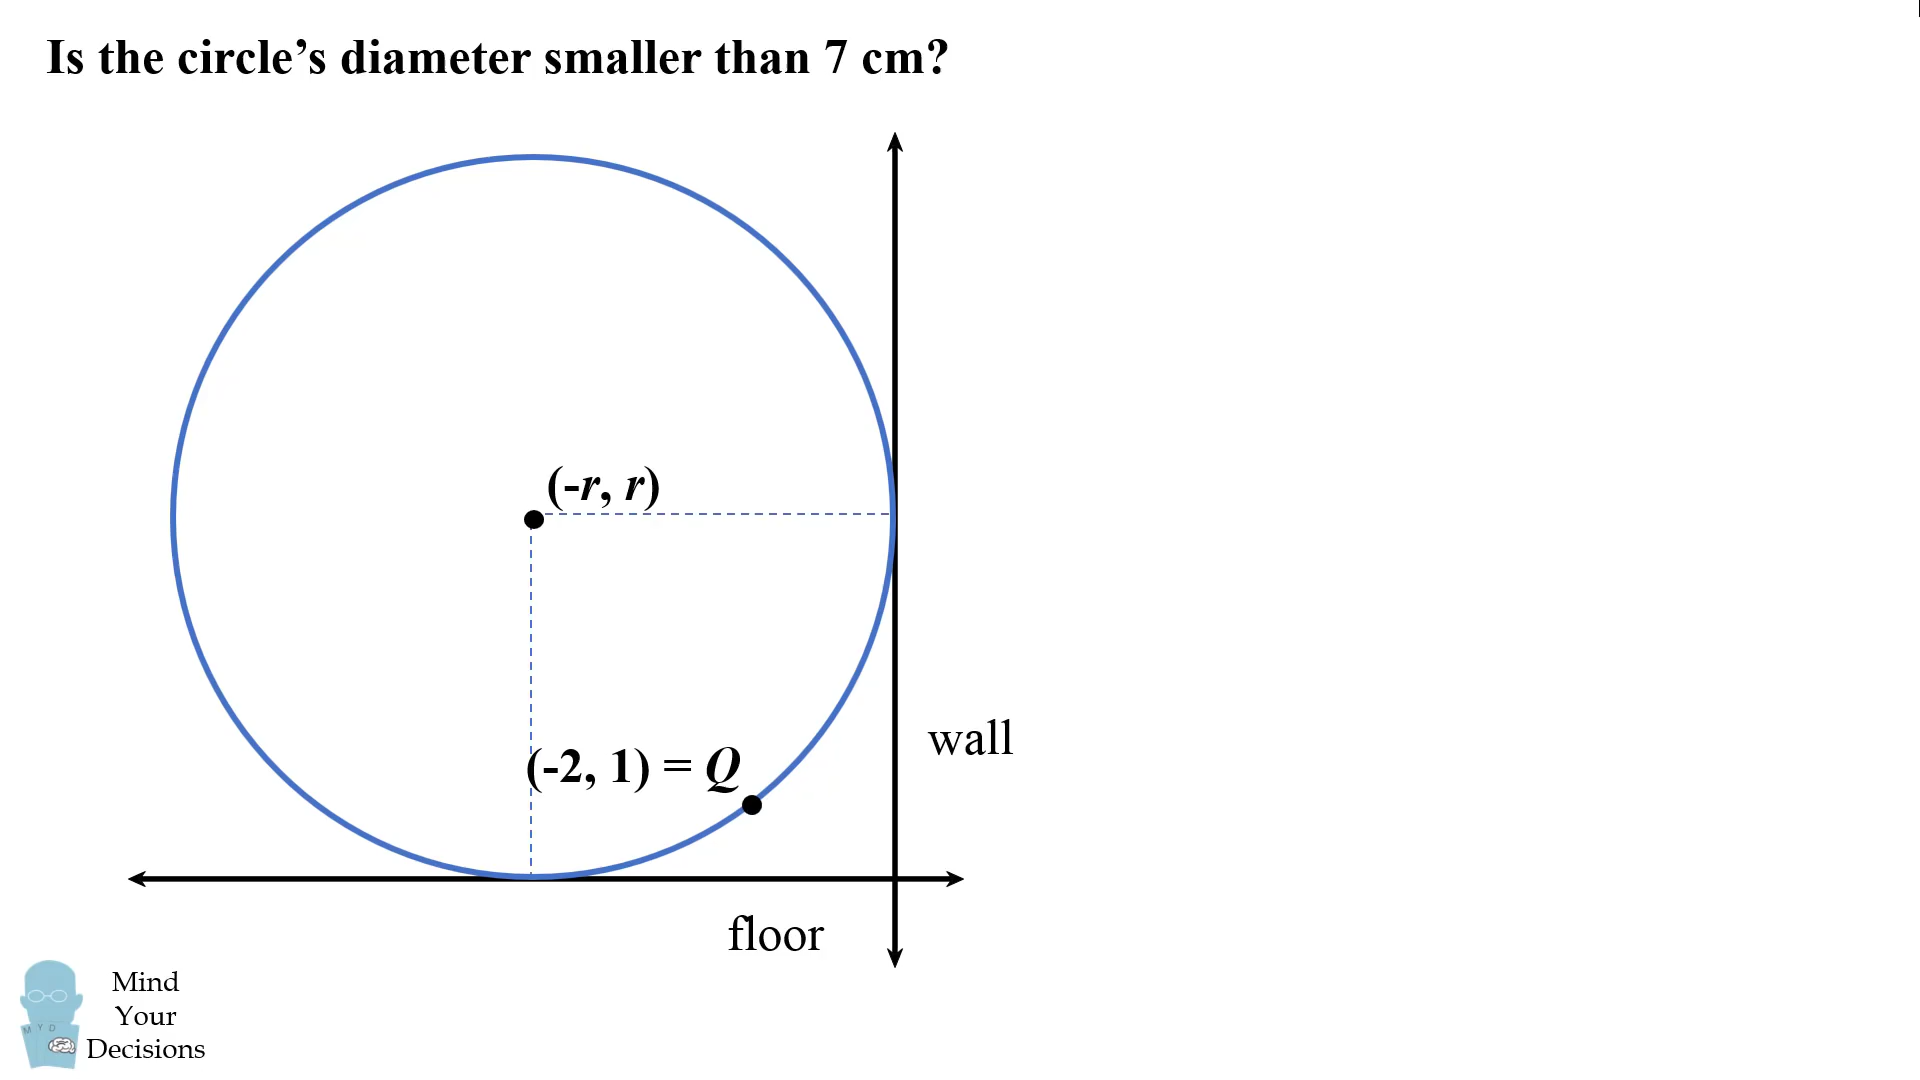 Is the circle’s diameter smaller than 7 cm?
(-r, r)
(-2, 1) = Q
wall
floor
M Y D
Mind
Your
Decisions